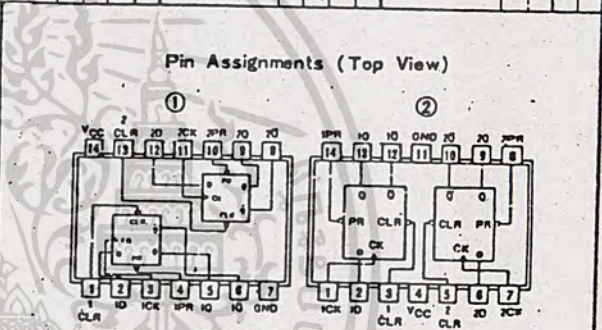 Pin Assignments (Top View)
① ②
VCC 2 CLR 2D 2CK 2PR 2Q 2Q̅
14 13 12 11 10 9 8
CLR
PR
CK
1 2 3 4 5 6 7
1 CLR 1D 1CK 1PR 1Q 1Q̅ GND
1PR 1Q 1Q̅ GND 2Q̅ 2Q 2PR
14 13 12 11 10 9 8
Q Q̅ Q̅ Q
PR CLR CLR PR
CK CK
D D
1 2 3 4 5 6 7
1CK 1D 1 CLR VCC 2 CLR 2D 2CK